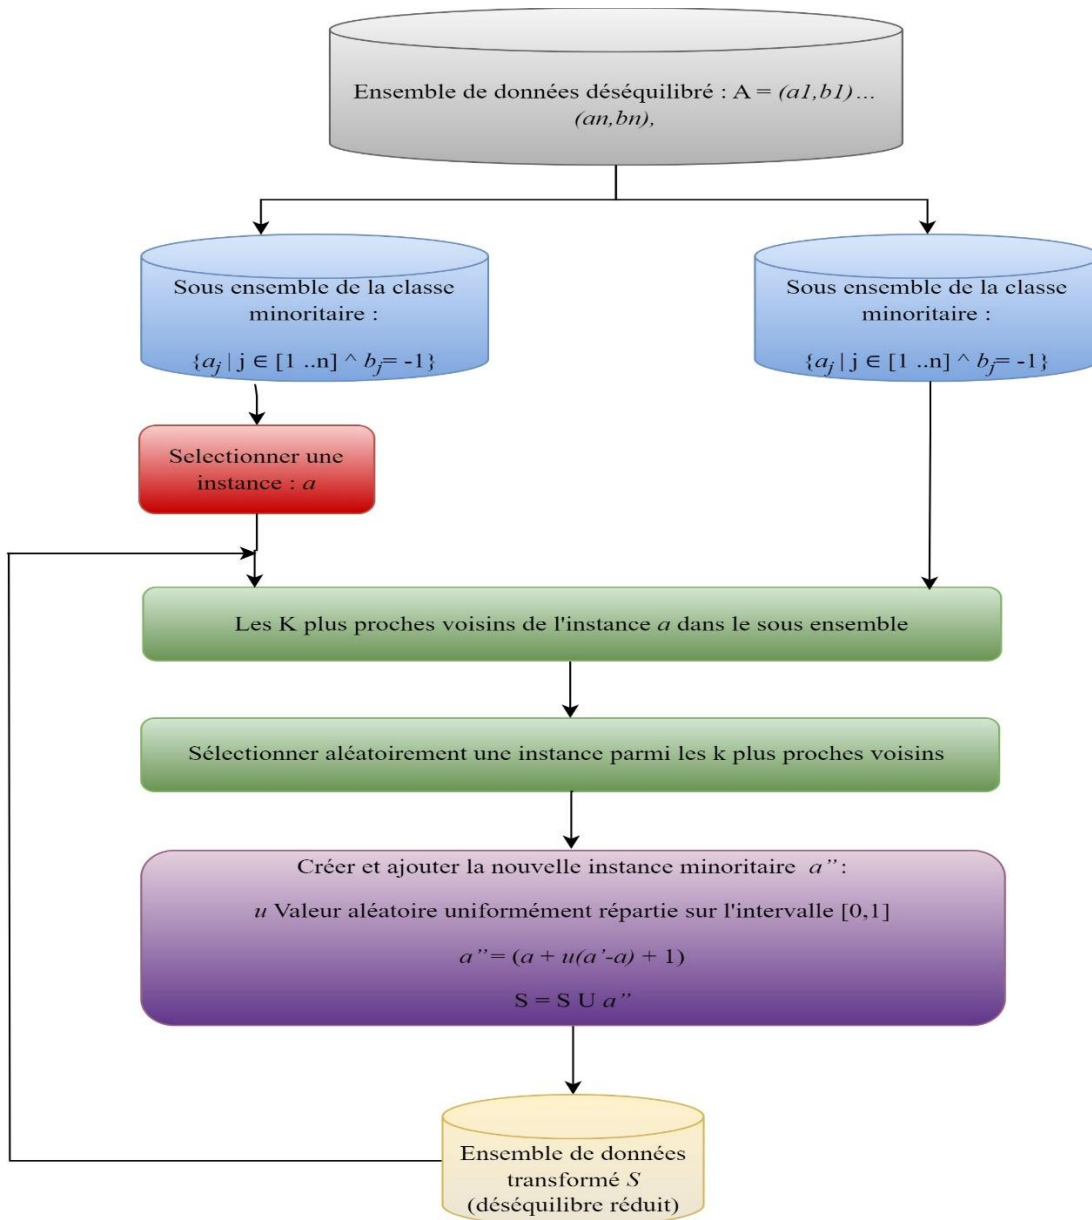 Ensemble de données déséquilibré : A = (a1,b1)…
(an,bn),
Sous ensemble de la classe
minoritaire :
{aj | j ∈ [1 ..n] ^ bj= -1}
Sous ensemble de la classe
minoritaire :
{aj | j ∈ [1 ..n] ^ bj= -1}
Selectionner une
instance : a
Les K plus proches voisins de l'instance a dans le sous ensemble
Sélectionner aléatoirement une instance parmi les k plus proches voisins
Créer et ajouter la nouvelle instance minoritaire a’’ :
u Valeur aléatoire uniformément répartie sur l'intervalle [0,1]
a’’ = (a + u(a’-a) + 1)
S = S U a’’
Ensemble de données
transformé S
(déséquilibre réduit)